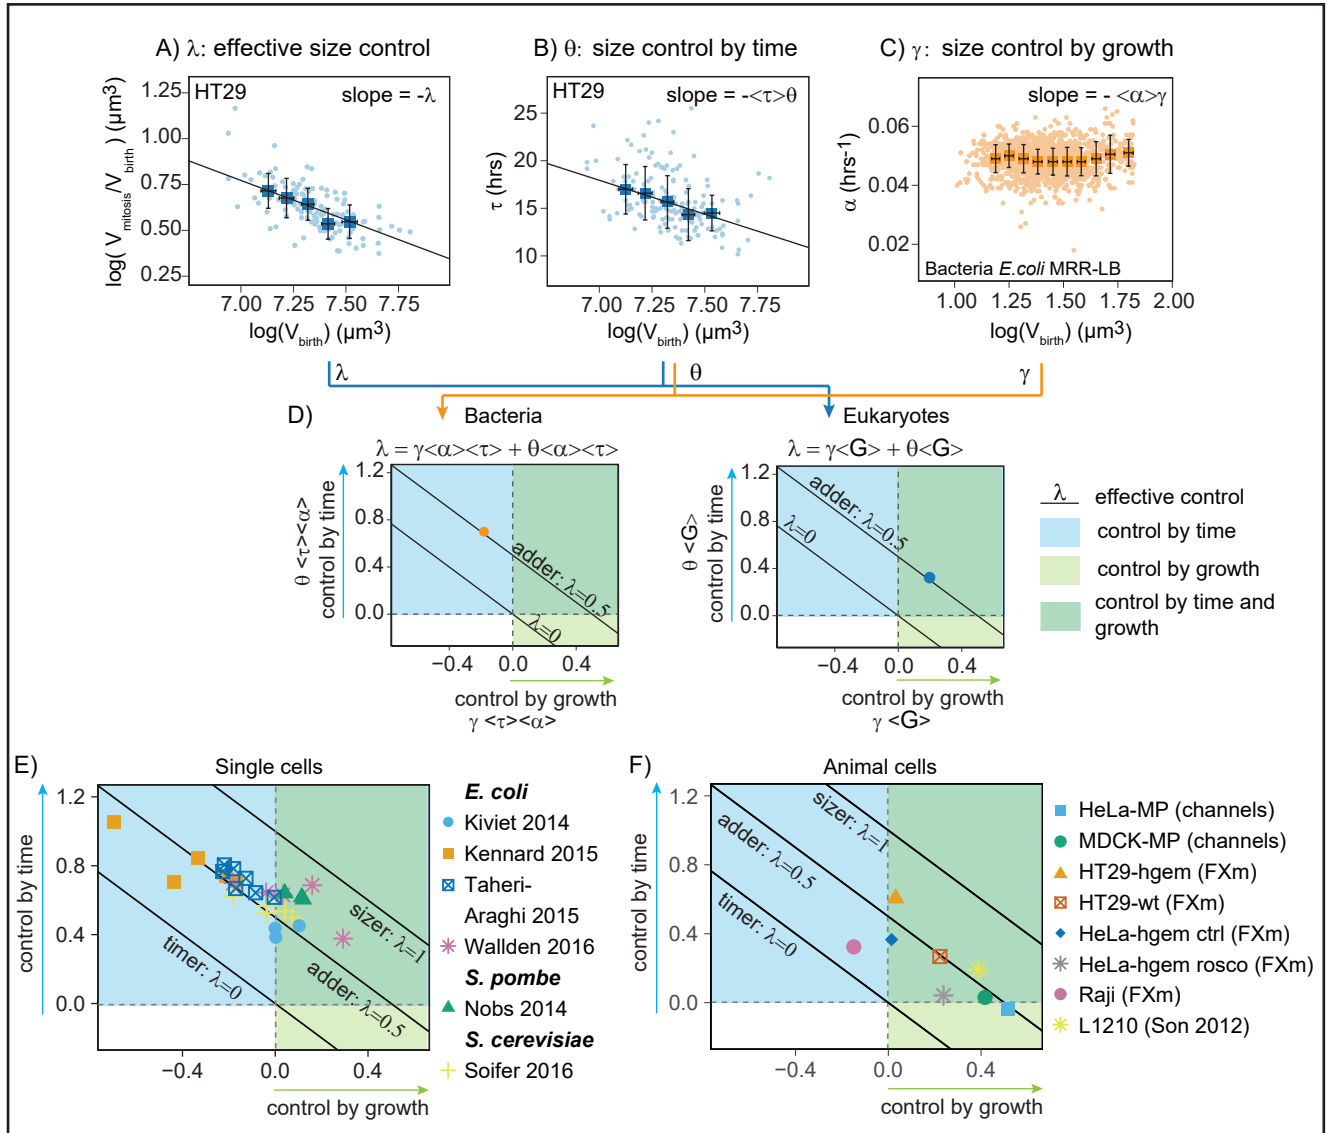 A) λ: effective size control
HT29
slope = -λ
log( V mitosis /V birth ) (μm3)
1.25
1.00
0.75
0.50
0.25
7.00
7.25
7.50
7.75
log(V birth) (μm3)
B) θ: size control by time
HT29
slope = -<τ>θ
τ (hrs)
25
20
15
10
7.00
7.25
7.50
7.75
log(V birth) (μm3)
C) γ: size control by growth
slope = - <α>γ
α (hrs-1)
0.06
0.04
0.02
Bacteria E.coli MRR-LB
1.00
1.25
1.50
1.75
2.00
log(V birth) (μm3)
λ
θ
γ
D)
Bacteria
λ = γ<α><τ> + θ<α><τ>
θ <τ><α>
control by time
1.2
0.8
0.4
0.0
adder: λ=0.5
λ=0
−0.4
0.0
0.4
control by growth
γ <τ><α>
Eukaryotes
λ = γ<G> + θ<G>
θ <G>
control by time
1.2
0.8
0.4
0.0
adder: λ=0.5
λ=0
−0.4
0.0
0.4
control by growth
γ <G>
λ
effective control
control by time
control by growth
control by time and
growth
E)
Single cells
control by time
1.2
0.8
0.4
0.0
timer: λ=0
adder: λ=0.5
sizer: λ=1
−0.4
0.0
0.4
control by growth
E. coli
Kiviet 2014
Kennard 2015
Taheri-
Araghi 2015
Wallden 2016
S. pombe
Nobs 2014
S. cerevisiae
Soifer 2016
F)
Animal cells
control by time
1.2
0.8
0.4
0.0
sizer: λ=1
adder: λ=0.5
timer: λ=0
−0.4
0.0
0.4
control by growth
HeLa-MP (channels)
MDCK-MP (channels)
HT29-hgem (FXm)
HT29-wt (FXm)
HeLa-hgem ctrl (FXm)
HeLa-hgem rosco (FXm)
Raji (FXm)
L1210 (Son 2012)